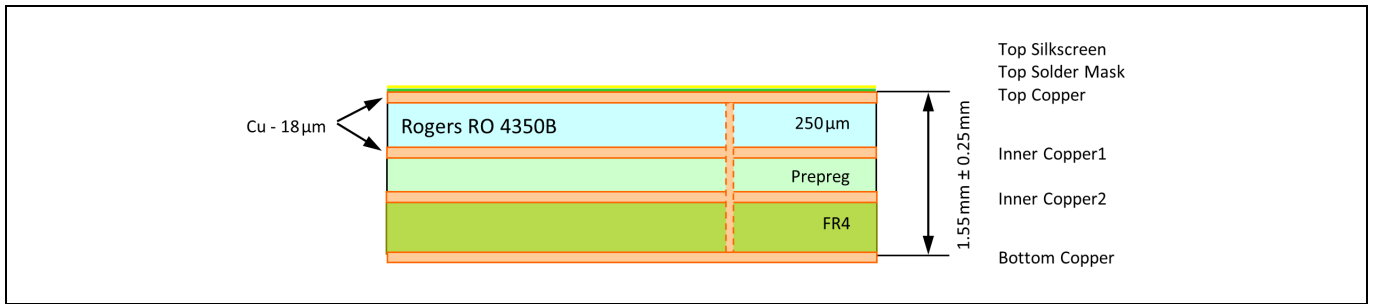 Top Silkscreen
Top Solder Mask
Top Copper
Cu - 18µm
Rogers RO 4350B
250µm
Inner Copper1
Prepreg
Inner Copper2
FR4
Bottom Copper
1.55mm ± 0.25mm